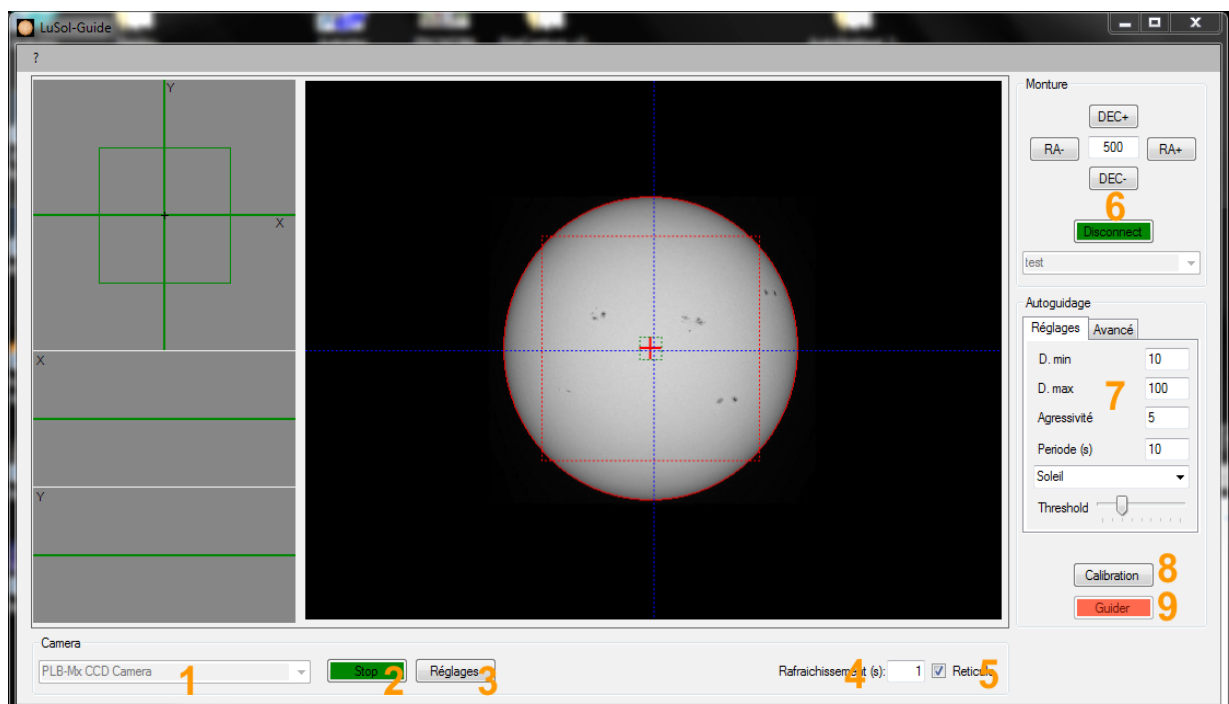 LuSol-Guide
?
Y
X
X
Y
Monture
DEC+
RA- 500 RA+
DEC-
6
Disconnect
test
Autoguidage
Réglages Avancé
D. min 10
D. max 7 100
Agressivité 5
Periode (s) 10
Soleil
Threshold
Calibration 8
Guider 9
Camera
PLB-Mx CCD Camera 1 Stop 2 Réglages 3 Rafraichissement (s): 4 1 Reticule 5